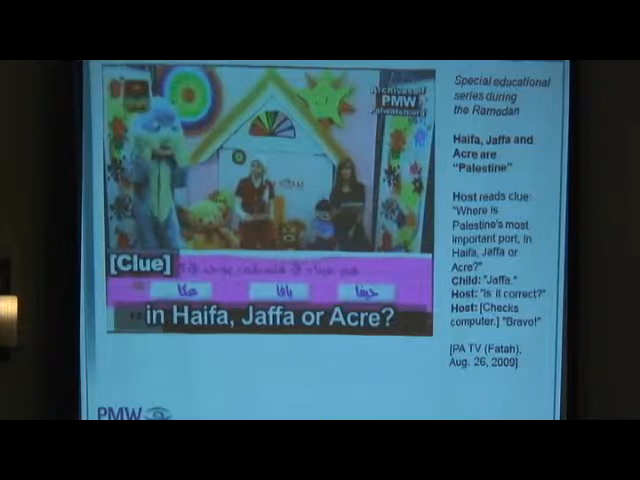 Archives of
PMW
Palwatch.org
[Clue]
عكا
يافا
حيفا
in Haifa, Jaffa or Acre?
PMW
Special educational
series during
the Ramadan
Haifa, Jaffa and
Acre are
“Palestine”
Host reads clue:
"Where is
Palestine's most
important port, in
Haifa, Jaffa or
Acre?"
Child: "Jaffa."
Host: "Is it correct?"
Host: [Checks
computer.] "Bravo!"
[PA TV (Fatah),
Aug. 26, 2009]